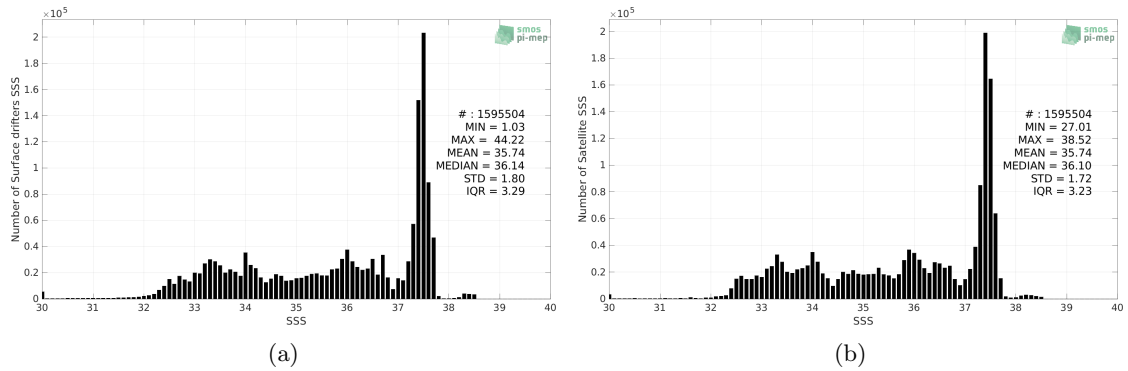 ×10⁵
2
1.8
1.6
1.4
1.2
1
0.8
0.6
0.4
0.2
0
Number of Surface drifters SSS
smos
pi-mep
# : 1595504
MIN = 1.03
MAX = 44.22
MEAN = 35.74
MEDIAN = 36.14
STD = 1.80
IQR = 3.29
30 31 32 33 34 35 36 37 38 39 40
SSS
(a)
×10⁵
2
1.8
1.6
1.4
1.2
1
0.8
0.6
0.4
0.2
0
Number of Satellite SSS
smos
pi-mep
# : 1595504
MIN = 27.01
MAX = 38.52
MEAN = 35.74
MEDIAN = 36.10
STD = 1.72
IQR = 3.23
30 31 32 33 34 35 36 37 38 39 40
SSS
(b)